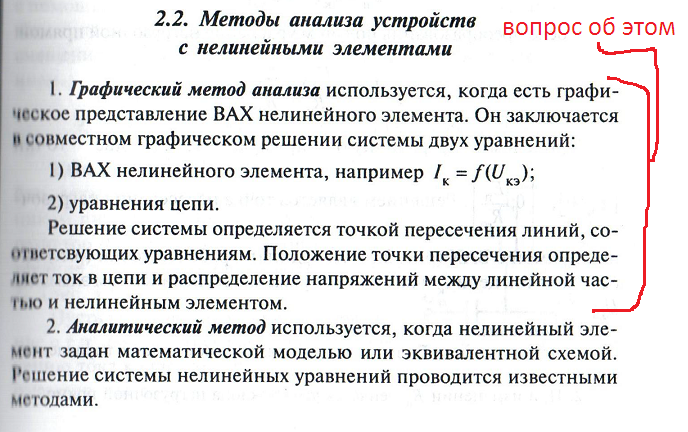 2.2. Методы анализа устройств
с нелинейными элементами
вопрос об этом
1. Графический метод анализа используется, когда есть графи-
ческое представление ВАХ нелинейного элемента. Он заключается
в совместном графическом решении системы двух уравнений:
1) ВАХ нелинейного элемента, например Iк = f(Uкэ);
2) уравнения цепи.
Решение системы определяется точкой пересечения линий, со-
ответсвующих уравнениям. Положение точки пересечения опреде-
ляет ток в цепи и распределение напряжений между линейной час-
тью и нелинейным элементом.
2. Аналитический метод используется, когда нелинейный эле-
мент задан математической моделью или эквивалентной схемой.
Решение системы нелинейных уравнений проводится известными
методами.